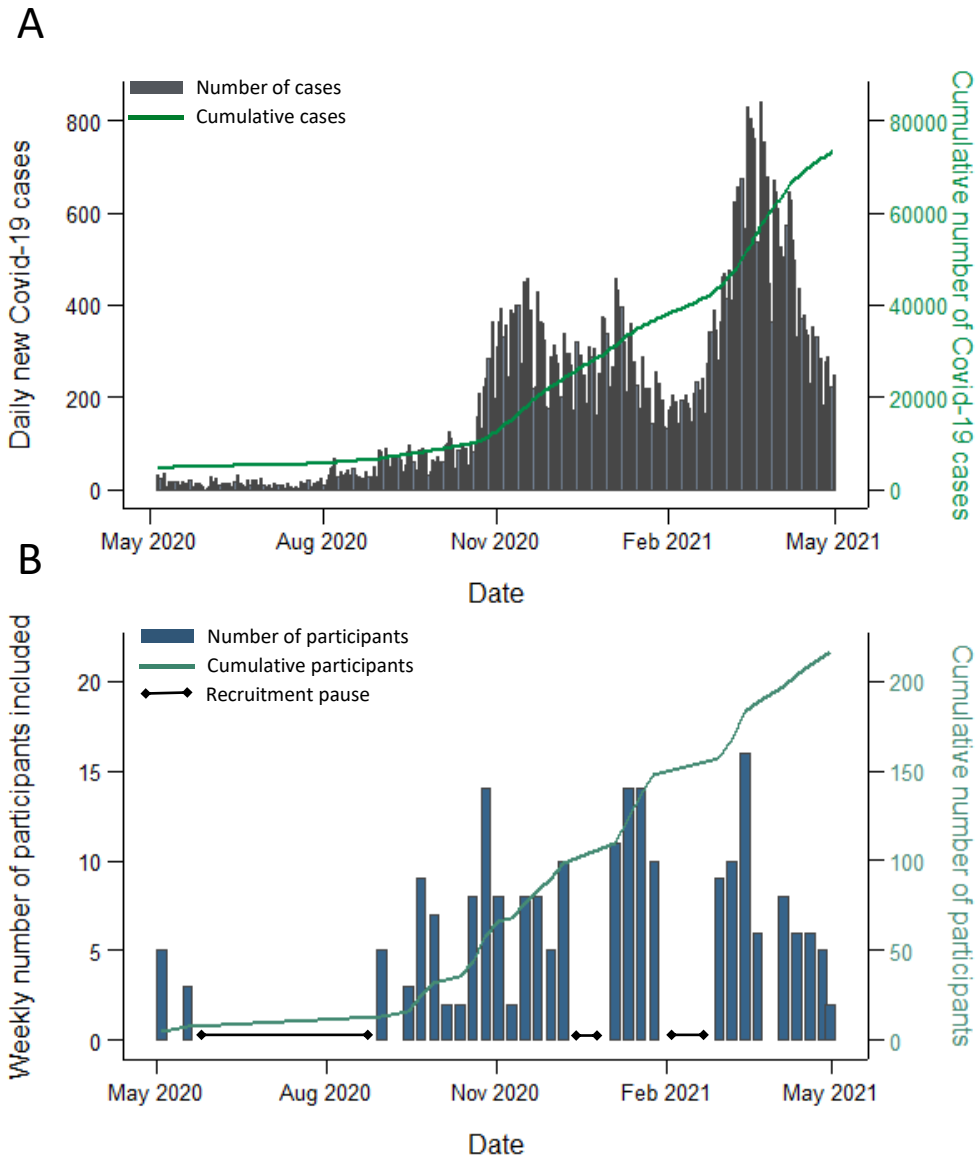 A
Number of cases
Cumulative cases
Daily new Covid-19 cases
800
600
400
200
0
80000
60000
40000
20000
0
Cumulative number of Covid-19 cases
May 2020
Aug 2020
Nov 2020
Feb 2021
May 2021
Date
B
Number of participants
Cumulative participants
Recruitment pause
Weekly number of participants included
20
15
10
5
0
200
150
100
50
0
Cumulative number of participants
May 2020
Aug 2020
Nov 2020
Feb 2021
May 2021
Date